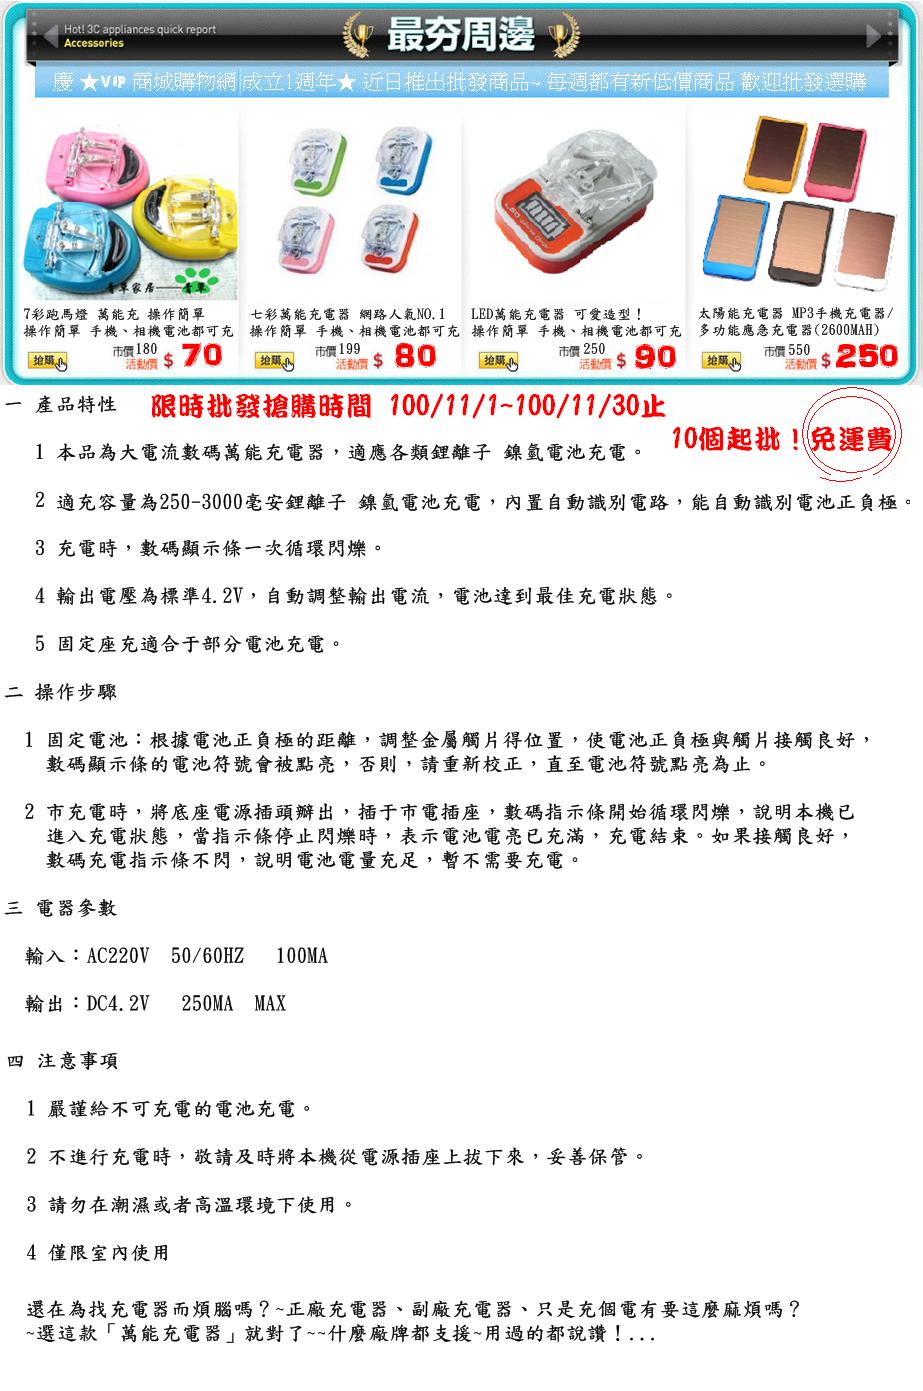 Hot! 3C appliances quick report
Accessories
最夯周邊
慶 ★VIP 商城購物網 成立1週年★ 近日推出批發商品~ 每週都有新低價商品 歡迎批發選購
青草家居——青草
7彩跑馬燈 萬能充 操作簡單
操作簡單 手機、相機電池都可充
市價180
搶購 活動價 $ 70
七彩萬能充電器 網路人氣NO.1
操作簡單 手機、相機電池都可充
市價199
搶購 活動價 $ 80
LED萬能充電器 可愛造型!
操作簡單 手機、相機電池都可充
市價 250
搶購 活動價 $ 90
太陽能充電器 MP3手機充電器/
多功能應急充電器(2600MAH)
市價 550
搶購 活動價 $ 250
一 產品特性
限時批發搶購時間 100/11/1~100/11/30止
10個起批！免運費
1 本品為大電流數碼萬能充電器，適應各類鋰離子 鎳氫電池充電。
2 適充容量為250-3000毫安鋰離子 鎳氫電池充電，內置自動識別電路，能自動識別電池正負極。
3 充電時，數碼顯示條一次循環閃爍。
4 輸出電壓為標準4.2V，自動調整輸出電流，電池達到最佳充電狀態。
5 固定座充適合于部分電池充電。
二 操作步驟
1 固定電池：根據電池正負極的距離，調整金屬觸片得位置，使電池正負極與觸片接觸良好，
數碼顯示條的電池符號會被點亮，否則，請重新校正，直至電池符號點亮為止。
2 市充電時，將底座電源插頭瓣出，插于市電插座，數碼指示條開始循環閃爍，說明本機已
進入充電狀態，當指示條停止閃爍時，表示電池電亮已充滿，充電結束。如果接觸良好，
數碼充電指示條不閃，說明電池電量充足，暫不需要充電。
三 電器參數
輸入：AC220V 50/60HZ 100MA
輸出：DC4.2V 250MA MAX
四 注意事項
1 嚴謹給不可充電的電池充電。
2 不進行充電時，敬請及時將本機從電源插座上拔下來，妥善保管。
3 請勿在潮濕或者高溫環境下使用。
4 僅限室內使用
還在為找充電器而煩腦嗎？~正廠充電器、副廠充電器、只是充個電有要這麼麻煩嗎？
~選這款「萬能充電器」就對了~~什麼廠牌都支援~用過的都說讚！...